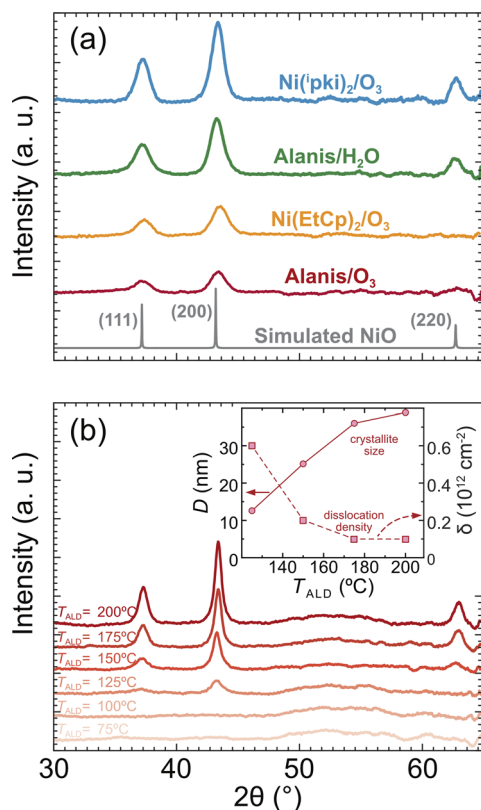 (a)
Ni(ⁱpki)₂/O₃
Alanis/H₂O
Ni(EtCp)₂/O₃
Alanis/O₃
(111)
(200)
(220)
Simulated NiO
Intensity (a. u.)
(b)
30
20
10
0
D (nm)
crystallite
size
dislocation
density
0.6
0.2
0
δ (10¹² cm⁻²)
120 140 160 180 200
T_ALD (ºC)
T_ALD= 200ºC
T_ALD= 175ºC
T_ALD= 150ºC
T_ALD= 125ºC
T_ALD= 100ºC
T_ALD= 75ºC
Intensity (a. u.)
30 40 50 60
2θ (°)